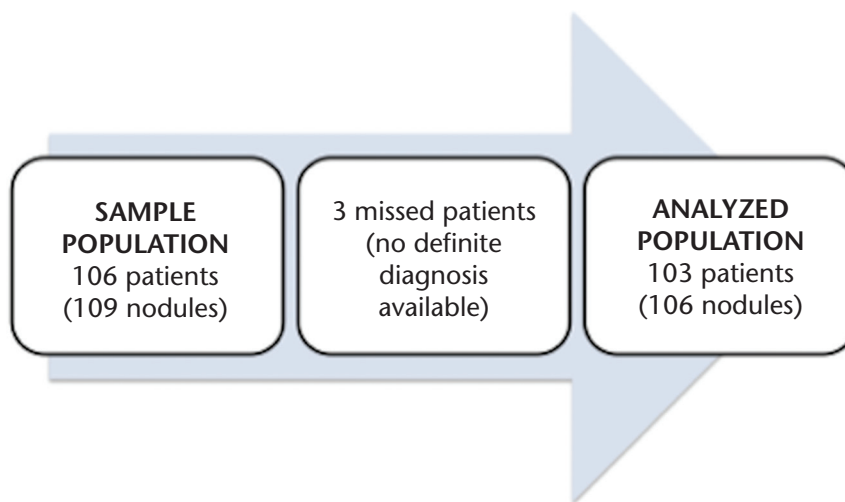 SAMPLE
POPULATION
106 patients
(109 nodules)
3 missed patients
(no definite
diagnosis
available)
ANALYZED
POPULATION
103 patients
(106 nodules)